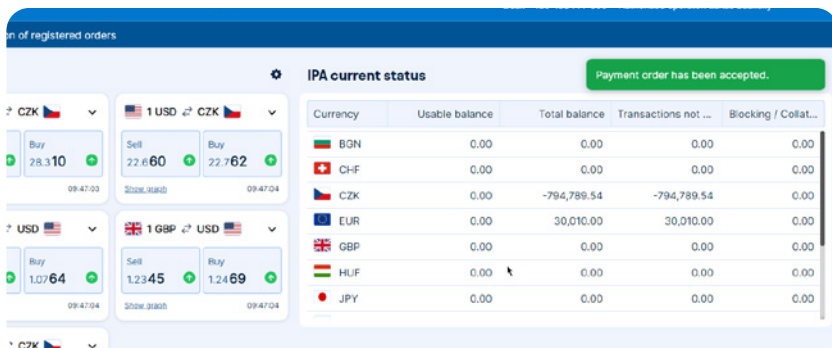 on of registered orders
IPA current status
Payment order has been accepted.
CZK
1 USD ⇄ CZK
Buy
28.310
Sell
22.660
Buy
22.762
09:47:03
Show graph
09:47:04
USD
1 GBP ⇄ USD
Buy
1.0764
Sell
1.2345
Buy
1.2469
09:47:04
Show graph
09:47:04
CZK
Currency Usable balance Total balance Transactions not ... Blocking / Collat...
BGN 0.00 0.00 0.00 0.00
CHF 0.00 0.00 0.00 0.00
CZK 0.00 -794,789.54 -794,789.54 0.00
EUR 0.00 30,010.00 30,010.00 0.00
GBP 0.00 0.00 0.00 0.00
HUF 0.00 0.00 0.00 0.00
JPY 0.00 0.00 0.00 0.00